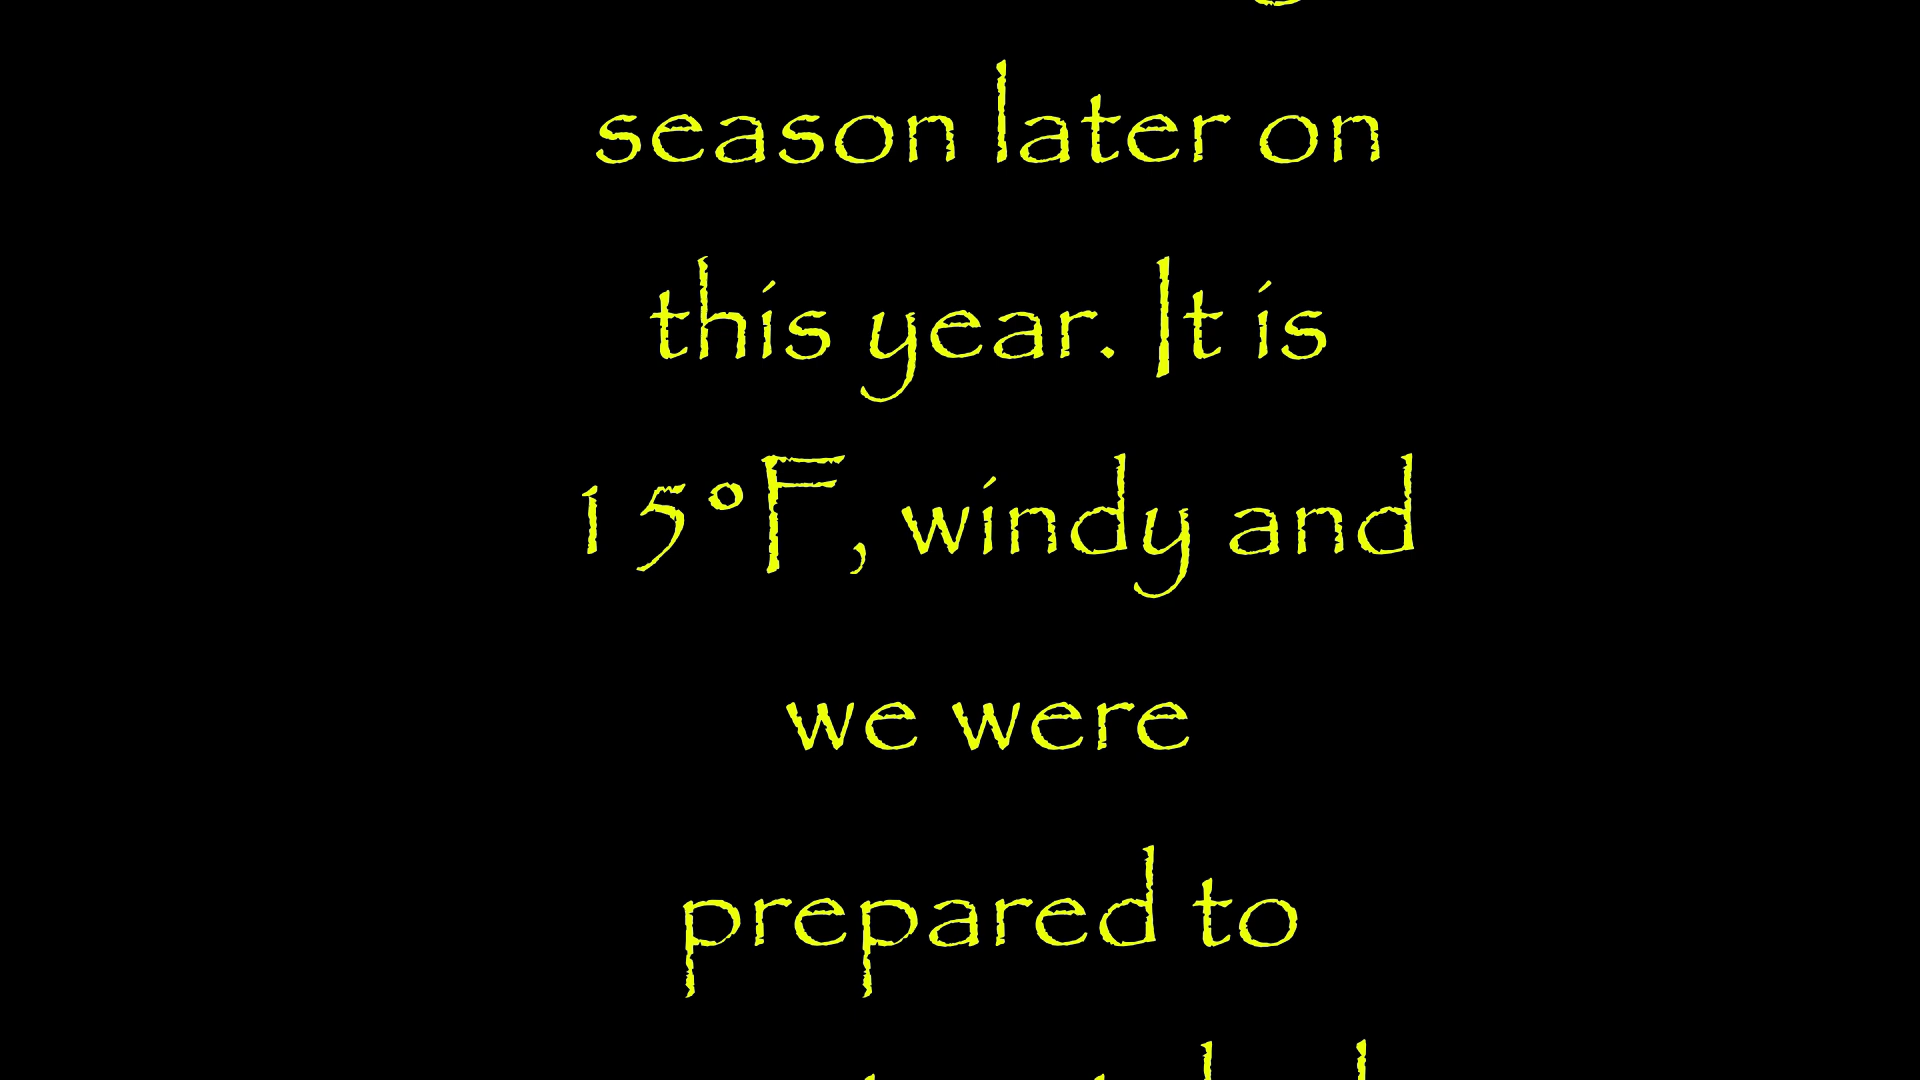 season later on
this year. It is
15°F, windy and
we were
prepared to